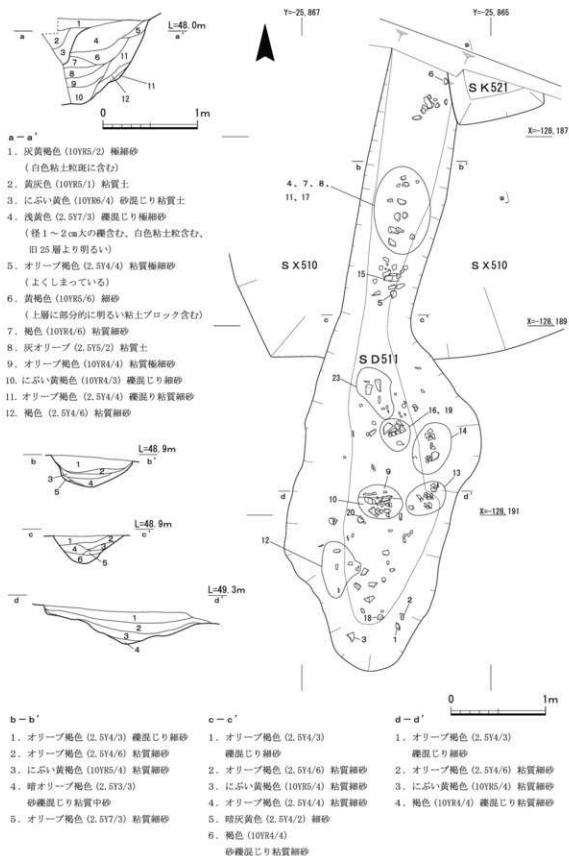 Y=-25,867
Y=-25,865
L=48.0m
a
a'
1
2
3
4
5
6
7
8
9
10
11
11
12
0
1m
a－a'
1. 灰黄褐色 (10YR5/2) 極細砂
(白色粘土粒斑に含む)
2. 黄灰色 (10YR5/1) 粘質土
3. にぶい黄色 (10YR6/4) 砂混じり粘質土
4. 浅黄色 (2.5Y7/3) 礫混じり極細砂
(径1～2㎝大の礫含む、白色粘土粒含む、
旧25層より明るい)
5. オリーブ褐色 (2.5Y4/4) 粘質極細砂
(よくしまっている)
6. 黄褐色 (10YR5/6) 細砂
(上層に部分的に明るい粘土ブロック含む)
7. 褐色 (10YR4/6) 粘質細砂
8. 灰オリーブ (2.5Y5/2) 粘質土
9. オリーブ褐色 (10YR4/4) 粘質極細砂
10. にぶい黄褐色 (10YR4/3) 礫混じり細砂
11. オリーブ褐色 (2.5Y4/4) 礫混り粘質細砂
12. 褐色 (2.5Y4/6) 粘質細砂
L=48.9m
b
b'
1
2
3
4
5
L=48.9m
c
c'
1
2
3
4
5
6
L=49.3m
d
d'
1
2
3
4
6
SK521
a
X=-128,187
b
b'
4、7、8、
11、17
a'
SX510
15
5
SX510
c
c'
X=-128,189
SD511
23
16、19
14
9
13
d
d'
10
X=-128,191
20
12
2
18
3
1
0
1m
b－b'
1. オリーブ褐色 (2.5Y4/3) 礫混じり細砂
2. オリーブ褐色 (2.5Y4/6) 粘質細砂
3. にぶい黄褐色 (10YR5/4) 粘質細砂
4. 暗オリーブ褐色 (2.5Y3/3)
砂礫混じり粘質中砂
5. オリーブ褐色 (2.5Y7/3) 粘質細砂
c－c'
1. オリーブ褐色 (2.5Y4/3)
礫混じり細砂
2. オリーブ褐色 (2.5Y4/6) 粘質細砂
3. にぶい黄褐色 (10YR5/4) 粘質細砂
4. オリーブ褐色 (2.5Y4/4) 粘質細砂
5. 暗灰黄色 (2.5Y4/2) 細砂
6. 褐色 (10YR4/4)
砂礫混じり粘質細砂
d－d'
1. オリーブ褐色 (2.5Y4/3)
礫混じり細砂
2. オリーブ褐色 (2.5Y4/6) 粘質細砂
3. にぶい黄褐色 (10YR5/4) 粘質細砂
4. 褐色 (10YR4/4) 礫混じり粘質細砂